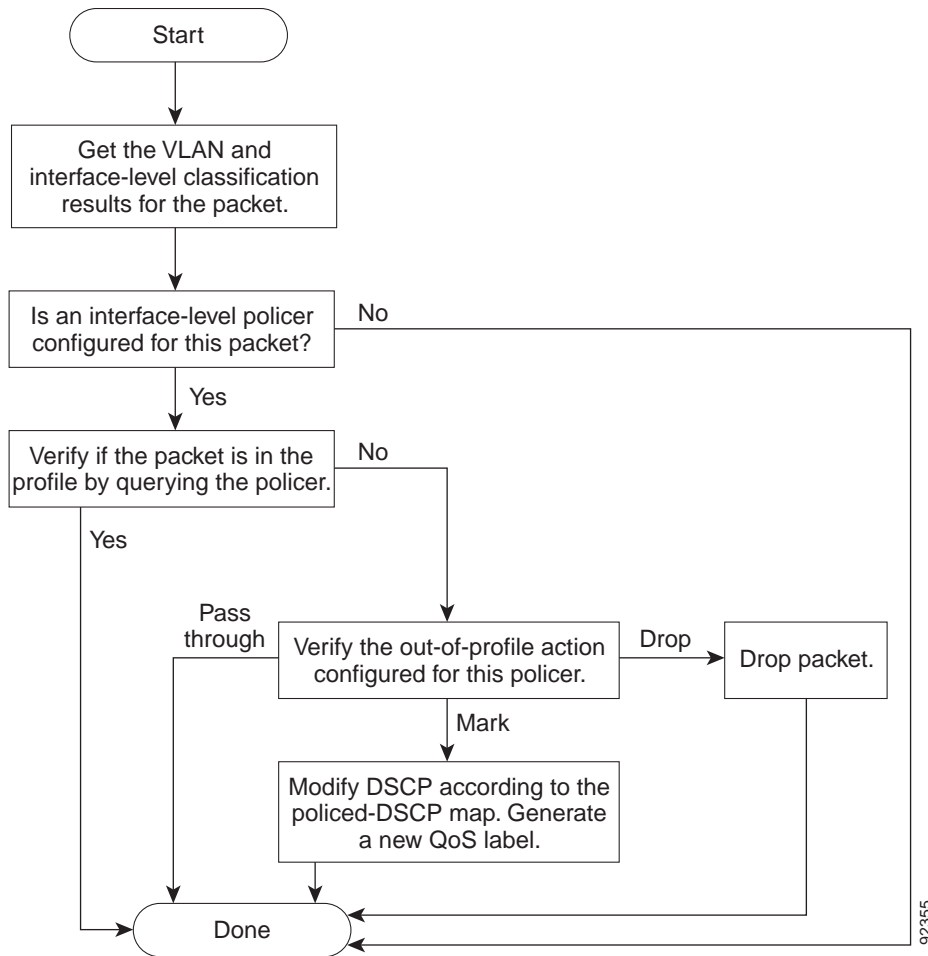 Start
Get the VLAN and
interface-level classification
results for the packet.
Is an interface-level policer
configured for this packet?
No
Yes
Verify if the packet is in the
profile by querying the policer.
No
Yes
Pass
through
Verify the out-of-profile action
configured for this policer.
Drop
Drop packet.
Mark
Modify DSCP according to the
policed-DSCP map. Generate
a new QoS label.
Done
92355